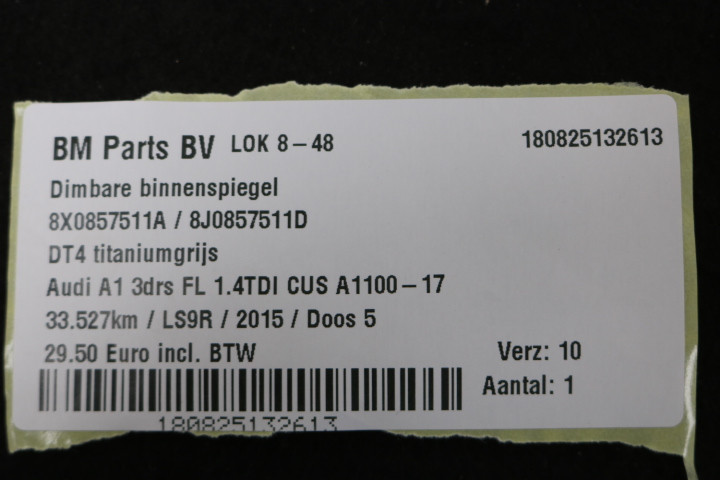 BM Parts BV LOK 8-48 180825132613
Dimbare binnenspiegel
8X0857511A / 8J0857511D
DT4 titaniumgrijs
Audi A1 3drs FL 1.4TDI CUS A1100-17
33.527km / LS9R / 2015 / Doos 5
29.50 Euro incl. BTW Verz: 10
Aantal: 1
180825132613